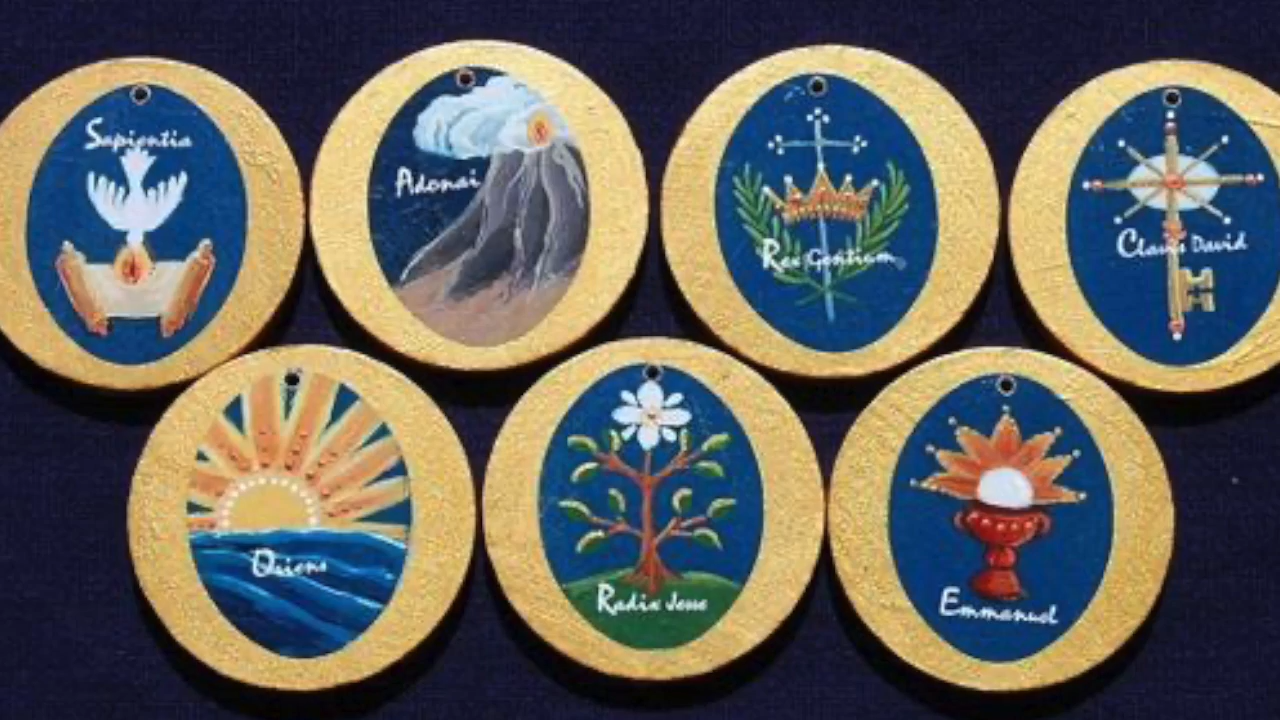 Sapientia
Adonai
Rex Gentium
Clavis David
Oriens
Radix Jesse
Emmanuel